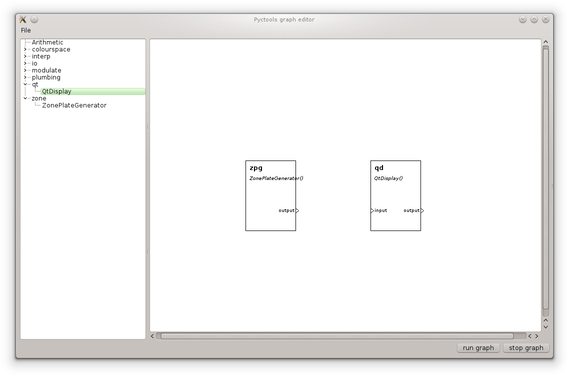 Pyctools graph editor
File
Arithmetic
colourspace
interp
io
modulate
plumbing
qt
QtDisplay
zone
ZonePlateGenerator
zpg
ZonePlateGenerator()
output
qd
QtDisplay()
input output
run graph stop graph